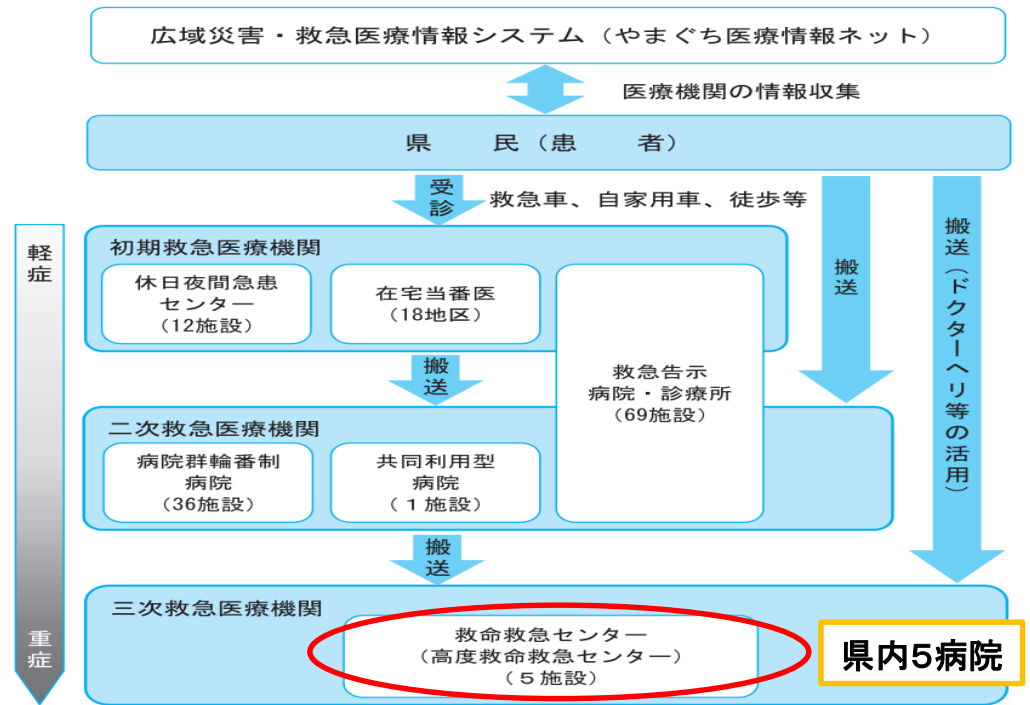 広域災害・救急医療情報システム（やまぐち医療情報ネット）
医療機関の情報収集
県　民（患　者）
受診
救急車、自家用車、徒歩等
搬送
搬送（ドクターヘリ等の活用）
軽症
初期救急医療機関
休日夜間急患
センター
（12施設）
在宅当番医
（18地区）
救急告示
病院・診療所
（69施設）
搬送
二次救急医療機関
病院群輪番制
病院
（36施設）
共同利用型
病院
（１施設）
搬送
三次救急医療機関
救命救急センター
（高度救命救急センター）
（５施設）
重症
県内５病院